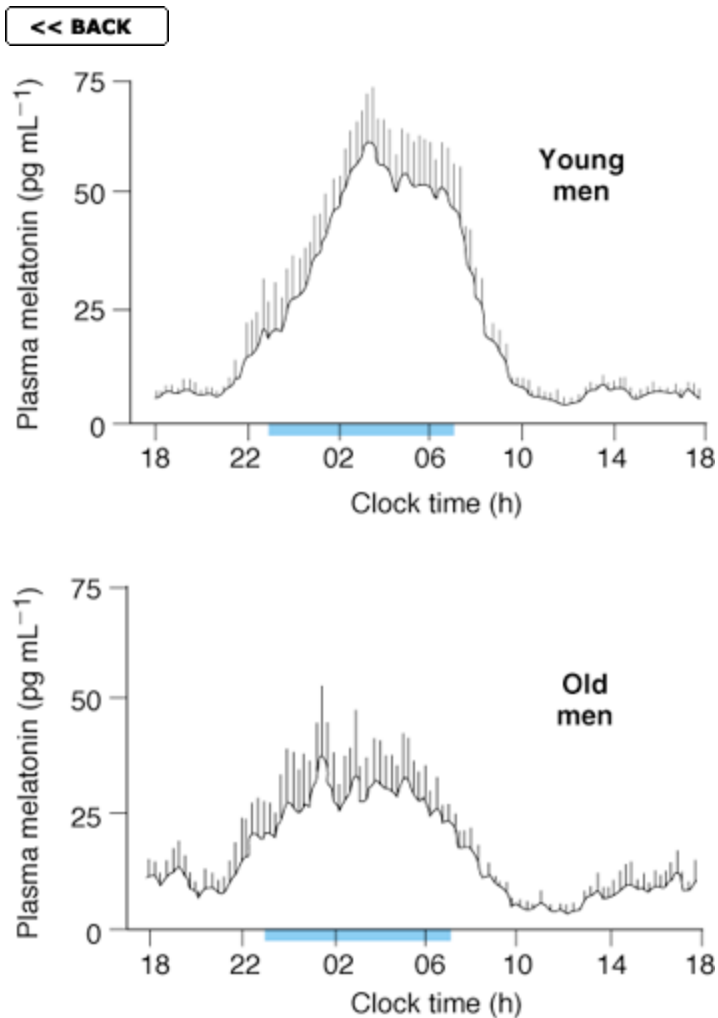 << BACK
Plasma melatonin (pg mL⁻¹)
75
50
25
0
Young
men
18 22 02 06 10 14 18
Clock time (h)
Plasma melatonin (pg mL⁻¹)
75
50
25
0
Old
men
18 22 02 06 10 14 18
Clock time (h)